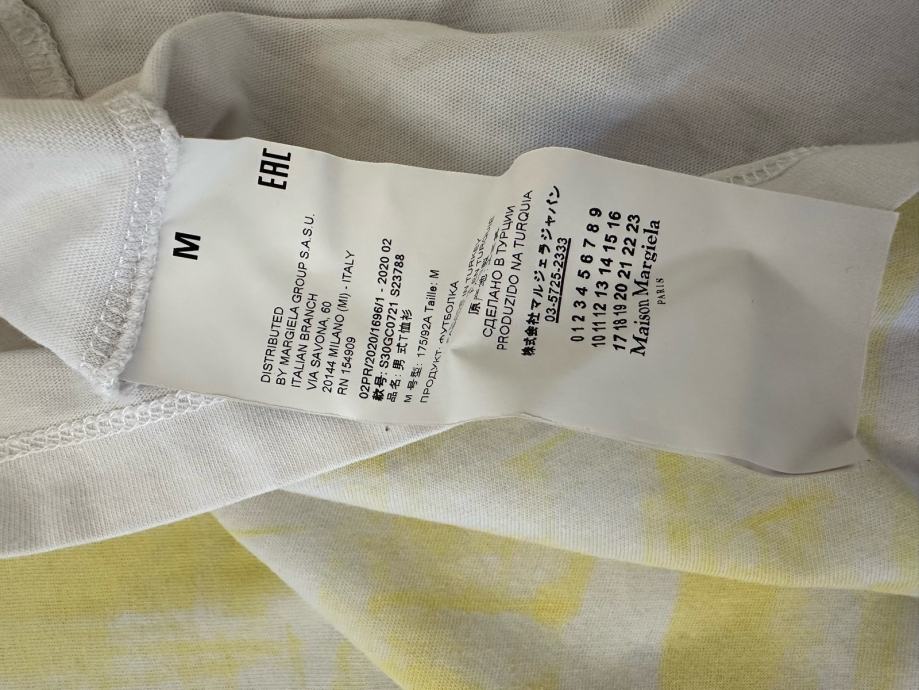 EAC
M
DISTRIBUTED
BY MARGIELA GROUP S.A.S.U.
ITALIAN BRANCH
VIA SAVONA, 60
20144 MILANO (MI) - ITALY
RN 154909
02PR/2020/1696/1 - 2020 02
款号: S30GC0721 S23788
品名: 男 式T恤衫
M 号型: 175/92A Taille: M
ПРОДУКТ: ФУТБОЛКА
СДЕЛАНО В ТУРЦИИ
PRODUZIDO NA TURQUIA
株式会社マルジェラジャパン
03-5725-2333
0 1 2 3 4 5 6 7 8 9
10 11 12 13 14 15 16
17 18 19 20 21 22 23
Maison Margiela
PARIS